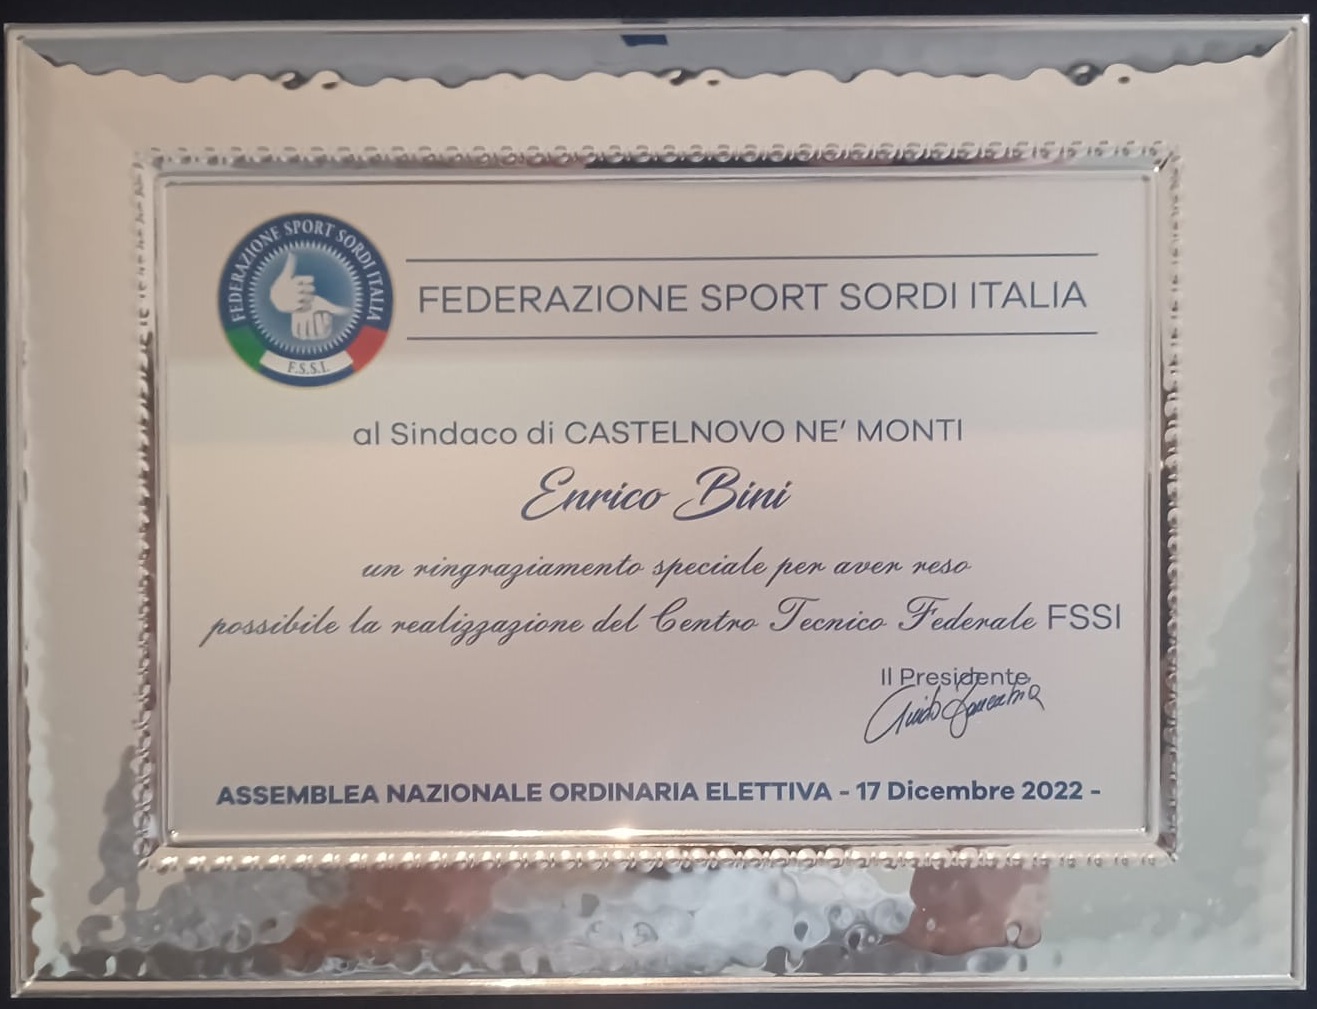 FEDERAZIONE SPORT SORDI ITALIA
F.S.S.I.
FEDERAZIONE SPORT SORDI ITALIA
al Sindaco di CASTELNOVO NE' MONTI
Enrico Bini
un ringraziamento speciale per aver reso
possibile la realizzazione del Centro Tecnico Federale FSSI
Il Presidente
Guido
ASSEMBLEA NAZIONALE ORDINARIA ELETTIVA - 17 Dicembre 2022 -